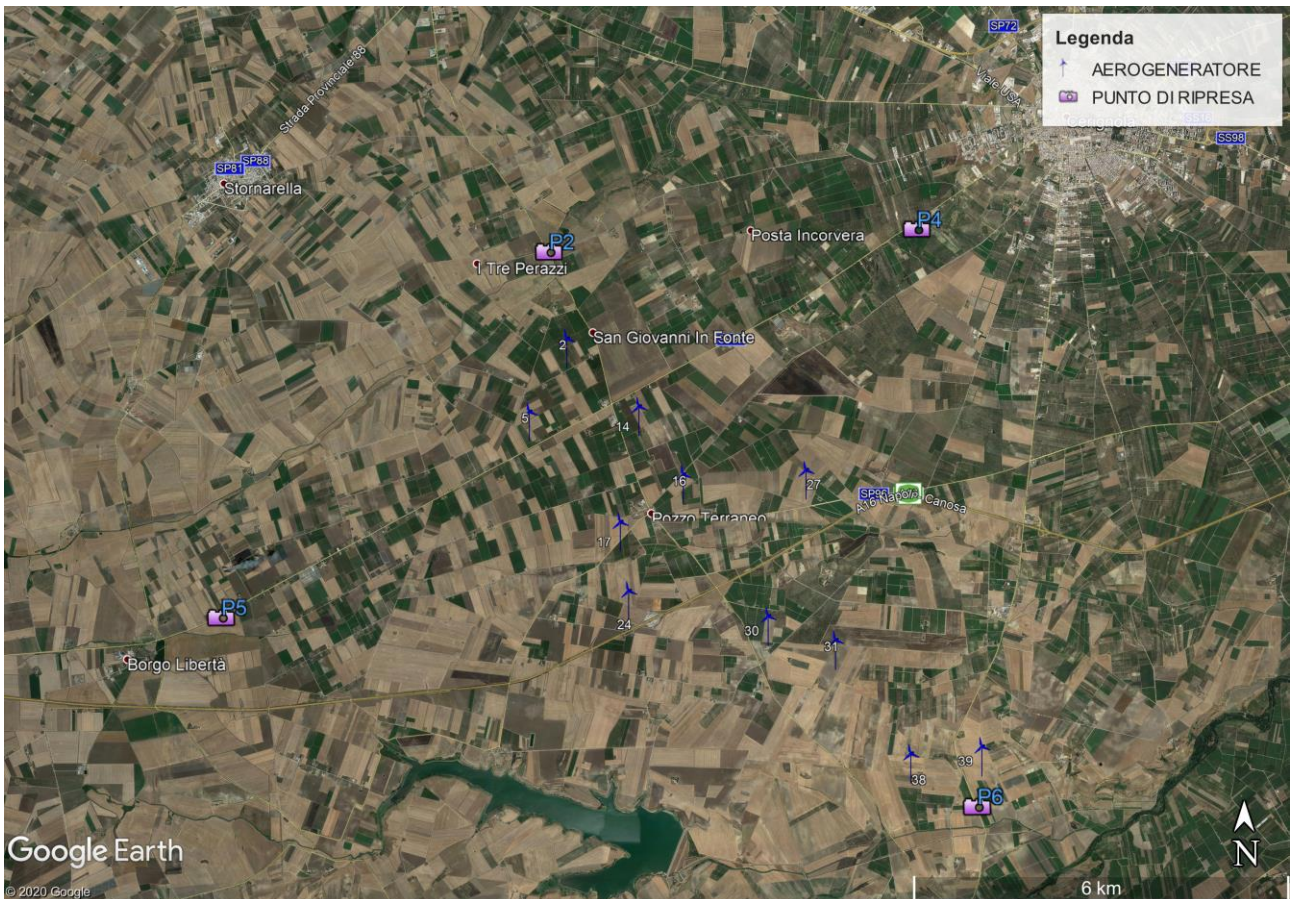 SP72
Legenda
AEROGENERATORE
PUNTO DI RIPRESA
Viale USA
Cerignola
SS98
Strada Provinciale 88
SP88
SP81
Stornarella
P4
Posta Incorvera
P2
I Tre Perazzi
San Giovanni In Fonte
2
5
14
16
27
SP95
A16 Napoli Canosa
Pozzo Terraneo
17
24
30
31
P5
Borgo Libertà
39
38
P6
Google Earth
N
© 2020 Google
6 km